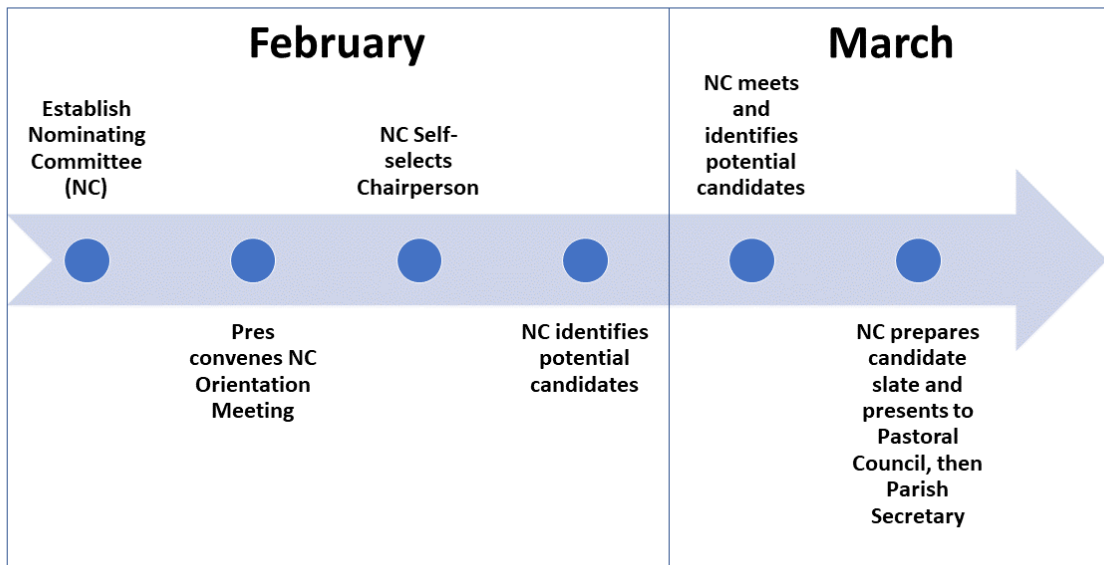 February
March
Establish
Nominating
Committee
(NC)
Pres
convenes NC
Orientation
Meeting
NC Self-
selects
Chairperson
NC identifies
potential
candidates
NC meets
and
identifies
potential
candidates
NC prepares
candidate
slate and
presents to
Pastoral
Council, then
Parish
Secretary